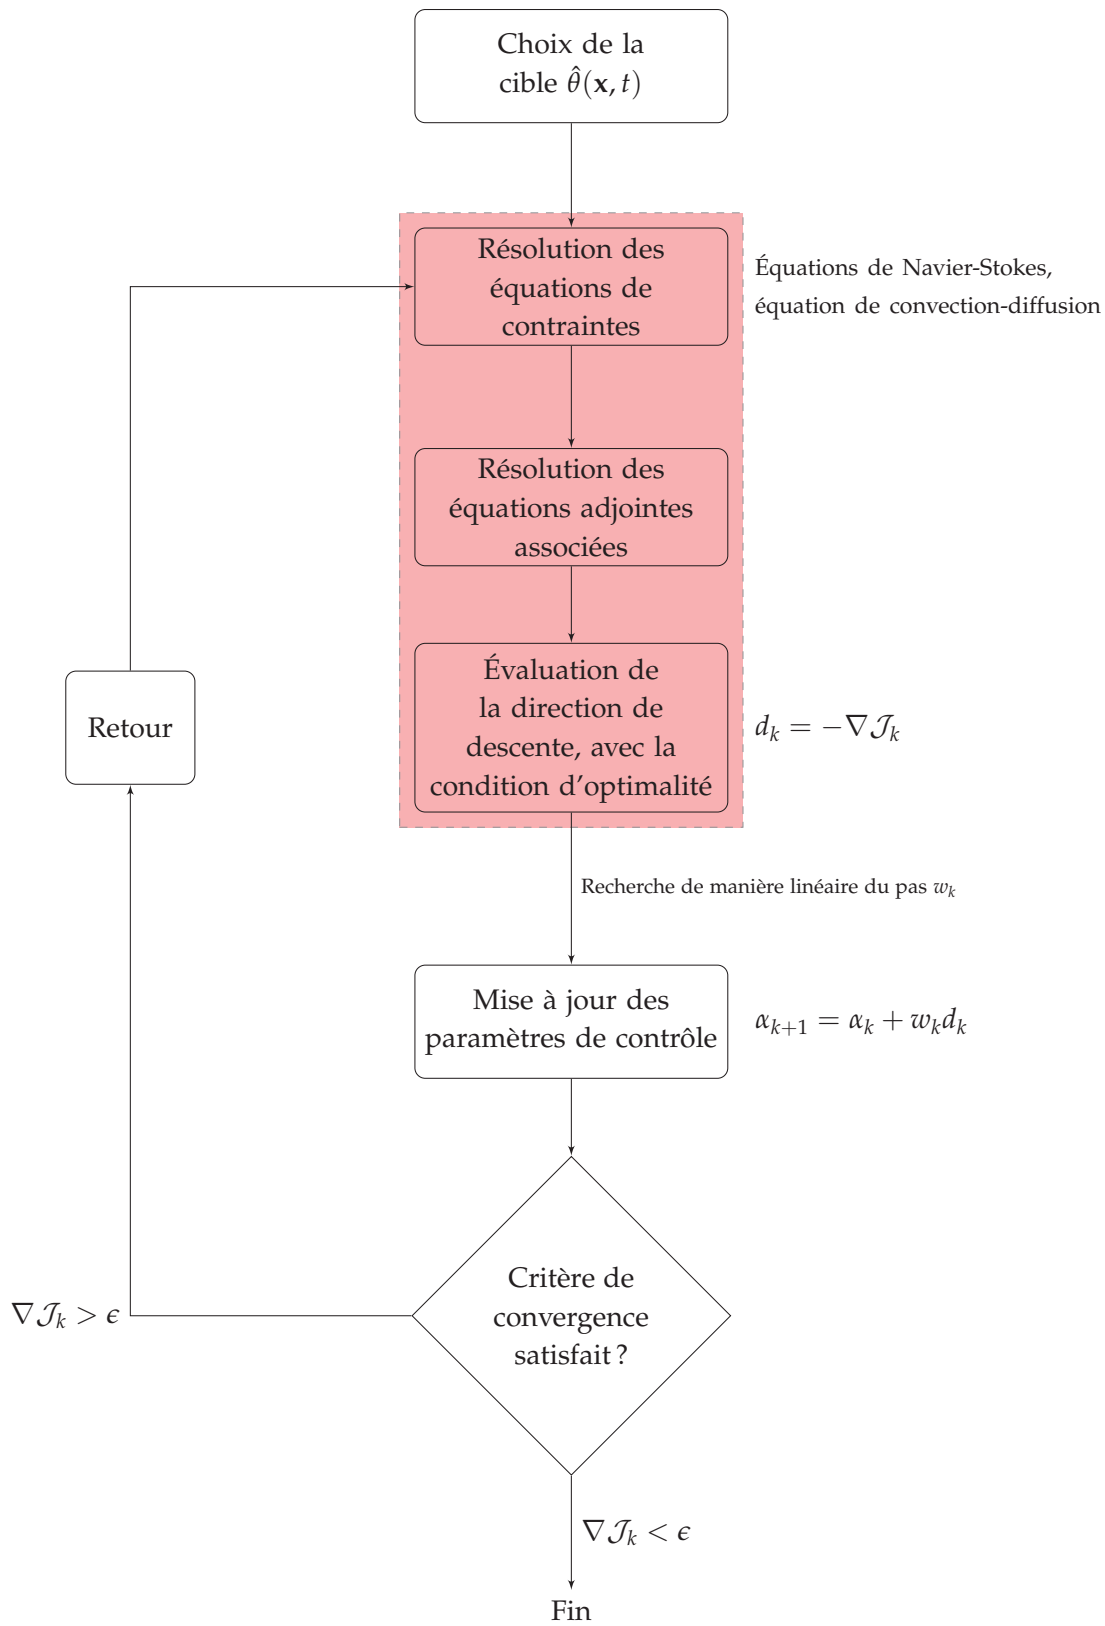 Choix de la
cible θ̂(x, t)
Résolution des
équations de
contraintes
Équations de Navier-Stokes,
équation de convection-diffusion
Résolution des
équations adjointes
associées
Évaluation de
la direction de
descente, avec la
condition d'optimalité
d_k = −∇𝒥_k
Retour
Recherche de manière linéaire du pas w_k
Mise à jour des
paramètres de contrôle
α_{k+1} = α_k + w_k d_k
Critère de
convergence
satisfait ?
∇𝒥_k > ϵ
∇𝒥_k < ϵ
Fin